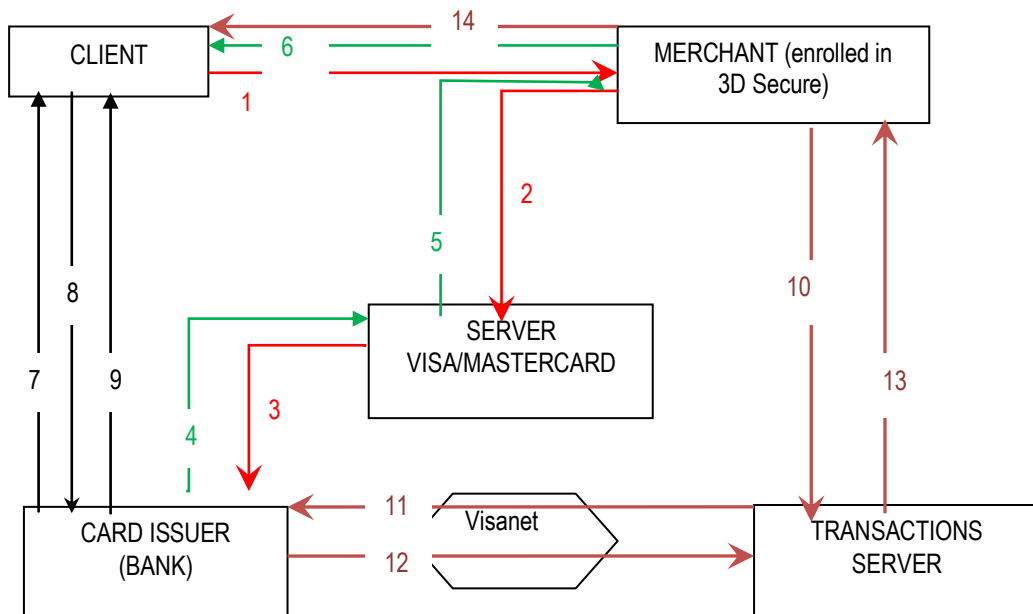 14
CLIENT
6
MERCHANT (enrolled in
3D Secure)
1
2
5
10
8
SERVER
VISA/MASTERCARD
7
9
13
3
4
11
Visanet
CARD ISSUER
(BANK)
12
TRANSACTIONS
SERVER